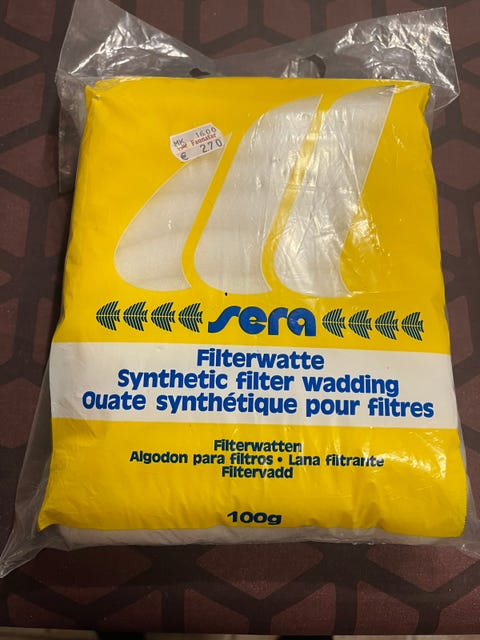 MK 16.00
€ 2.70
sera
Filterwatte
Synthetic filter wadding
Ouate synthétique pour filtres
Filterwatten
Algodon para filtros • Lana filtrante
Filtervadd
100g